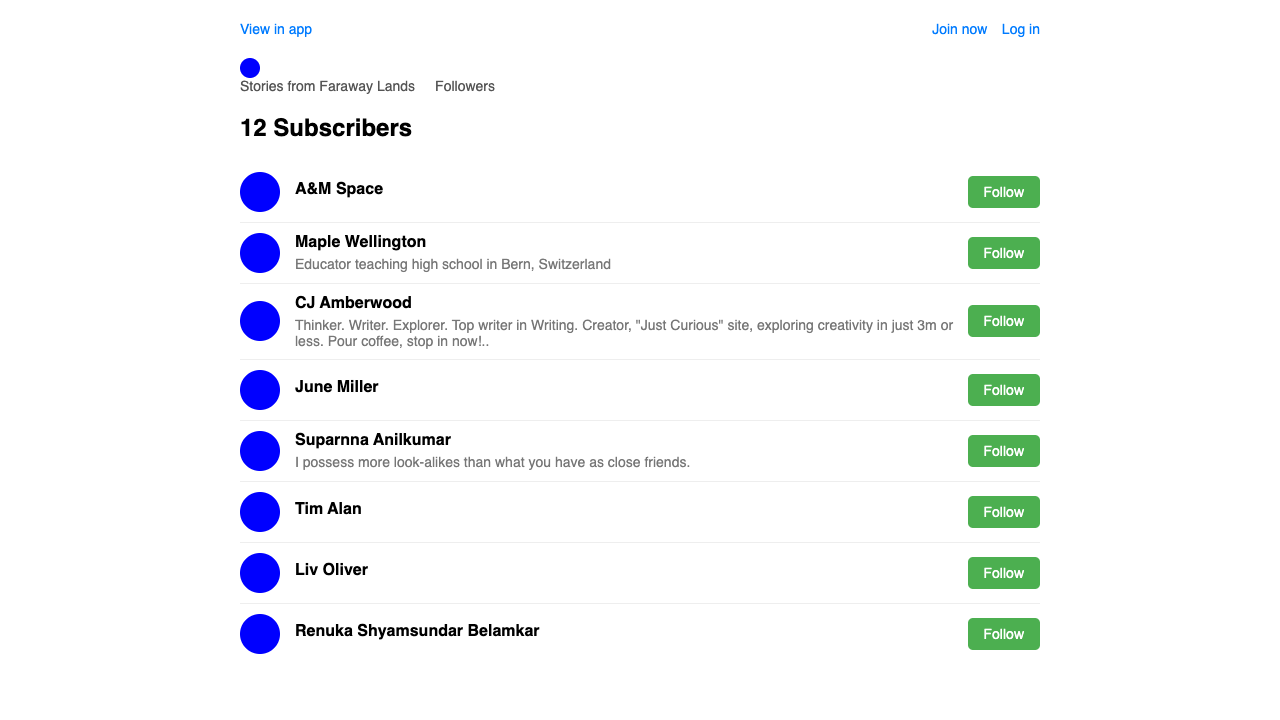 View in app Join now Log in
Stories from Faraway Lands Followers
12 Subscribers
A&M Space Follow
Maple Wellington
Educator teaching high school in Bern, Switzerland Follow
CJ Amberwood
Thinker. Writer. Explorer. Top writer in Writing. Creator, "Just Curious" site, exploring creativity in just 3m or
less. Pour coffee, stop in now!.. Follow
June Miller Follow
Suparnna Anilkumar
I possess more look-alikes than what you have as close friends. Follow
Tim Alan Follow
Liv Oliver Follow
Renuka Shyamsundar Belamkar Follow